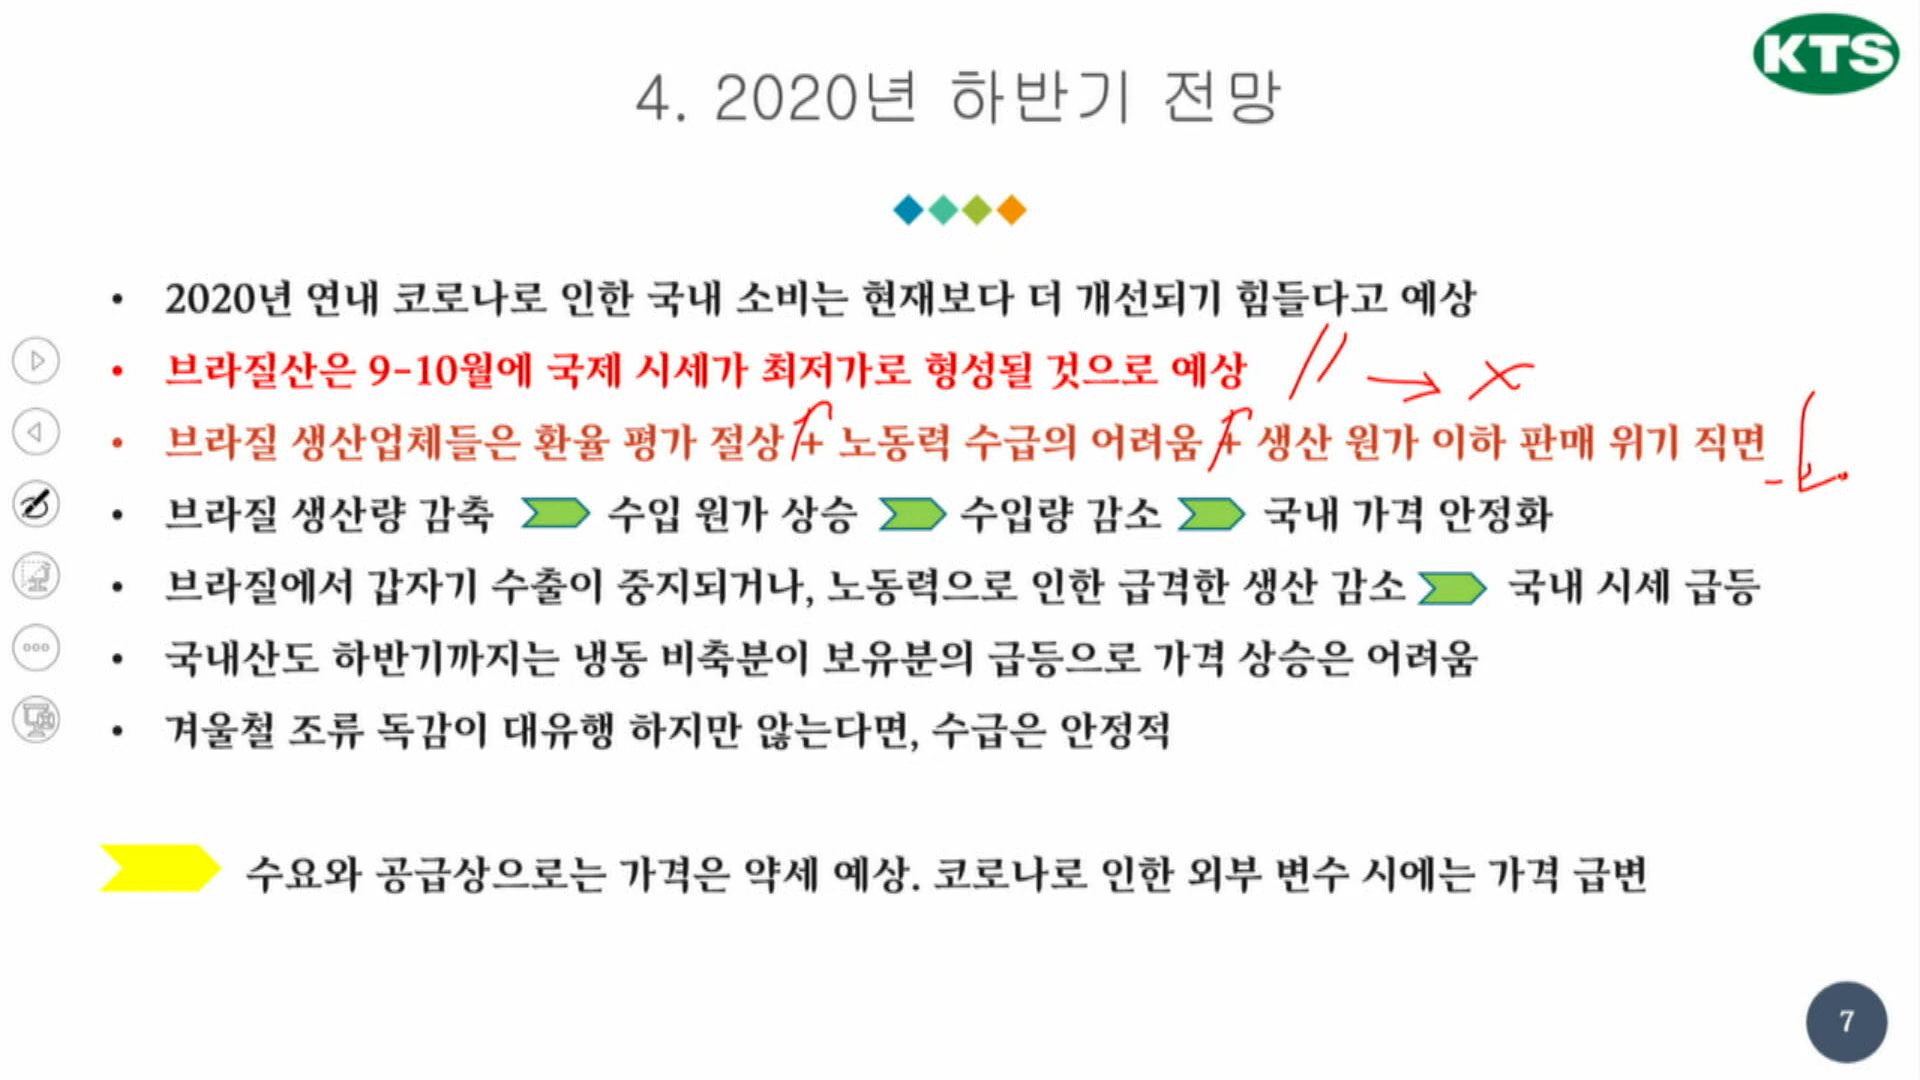 KTS
4. 2020년 하반기 전망
• 2020년 연내 코로나로 인한 국내 소비는 현재보다 더 개선되기 힘들다고 예상
• 브라질산은 9-10월에 국제 시세가 최저가로 형성될 것으로 예상
• 브라질 생산업체들은 환율 평가 절상 + 노동력 수급의 어려움 + 생산 원가 이하 판매 위기 직면
• 브라질 생산량 감축 수입 원가 상승 수입량 감소 국내 가격 안정화
• 브라질에서 갑자기 수출이 중지되거나, 노동력으로 인한 급격한 생산 감소 국내 시세 급등
• 국내산도 하반기까지는 냉동 비축분이 보유분의 급등으로 가격 상승은 어려움
• 겨울철 조류 독감이 대유행 하지만 않는다면, 수급은 안정적
수요와 공급상으로는 가격은 약세 예상. 코로나로 인한 외부 변수 시에는 가격 급변
7